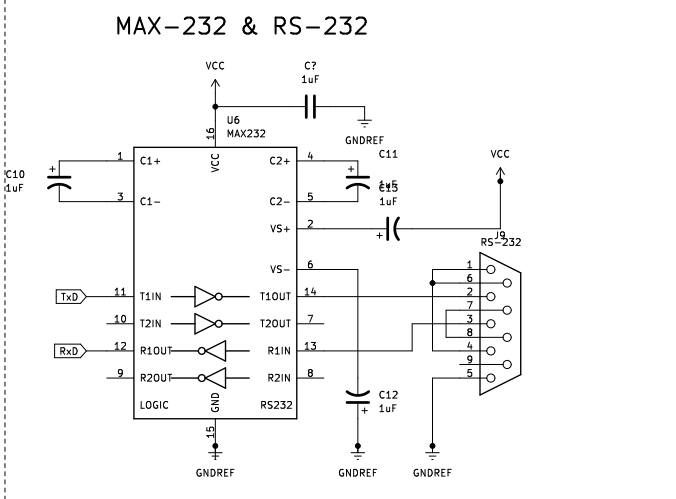 MAX-232 & RS-232
VCC
C?
1uF
U6
MAX232
GNDREF
16
VCC
C10
1uF
1 C1+
C2+ 4
C11
1uF
3 C1-
C2- 5
C13
1uF
VCC
VS+ 2
J9
RS-232
VS- 6
1
6
TxD 11 T1IN
T1OUT 14
2
7
10 T2IN
T2OUT 7
3
8
RxD 12 R1OUT
R1IN 13
4
9
9 R2OUT
R2IN 8
5
C12
1uF
LOGIC
GND
RS232
15
GNDREF
GNDREF
GNDREF